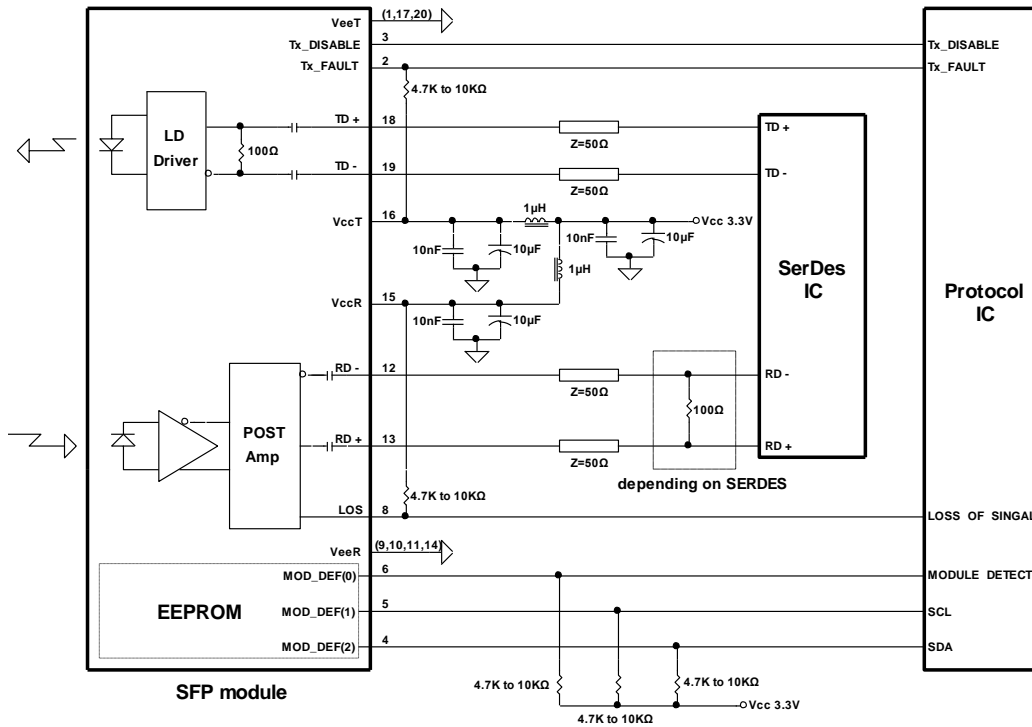 VeeT (1,17,20)
Tx_DISABLE 3 Tx_DISABLE
Tx_FAULT 2 Tx_FAULT
4.7K to 10KΩ
LD
Driver
100Ω
TD + 18 Z=50Ω TD +
TD - 19 Z=50Ω TD -
1µH
VccT 16 Vcc 3.3V
10nF 10µF 10nF 10µF
1µH
SerDes
IC
Protocol
IC
VccR 15
10nF 10µF
RD - 12 Z=50Ω RD -
100Ω
POST
Amp
RD + 13 Z=50Ω RD +
depending on SERDES
4.7K to 10KΩ
LOS 8 LOSS OF SINGAL
VeeR (9,10,11,14)
MOD_DEF(0) 6 MODULE DETECT
EEPROM
MOD_DEF(1) 5 SCL
MOD_DEF(2) 4 SDA
4.7K to 10KΩ 4.7K to 10KΩ
SFP module
Vcc 3.3V
4.7K to 10KΩ